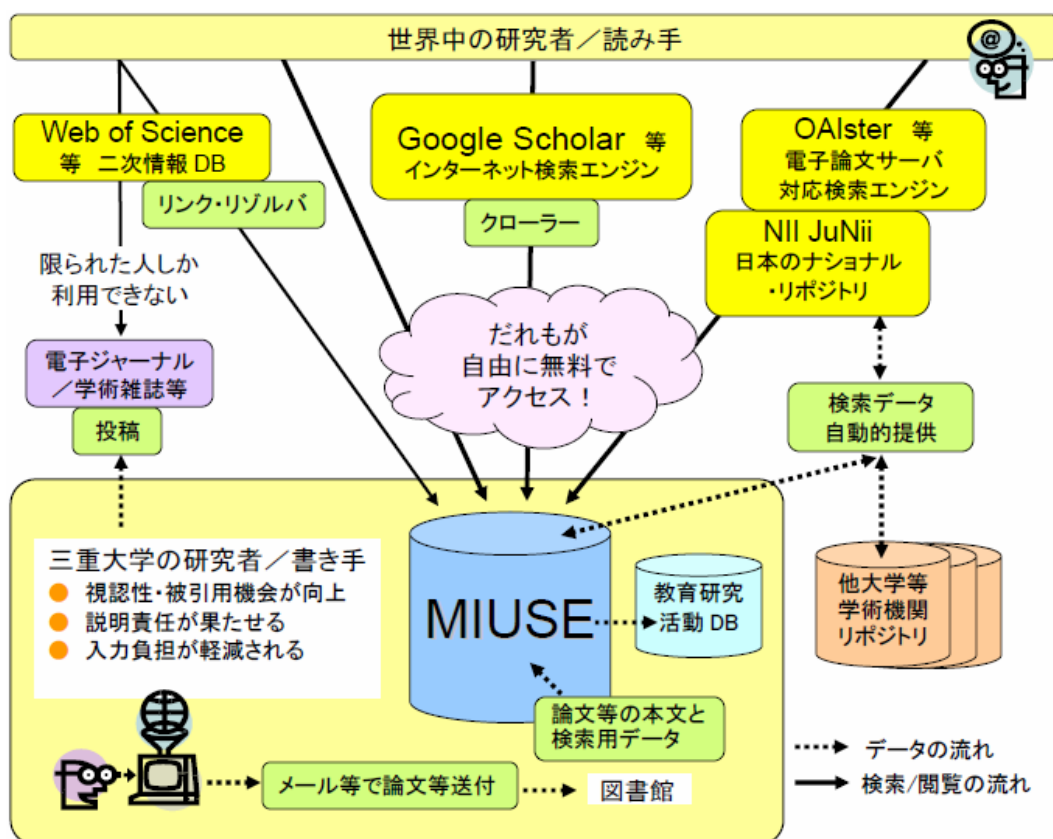 世界中の研究者／読み手
@
Web of Science
等 二次情報 DB
リンク・リゾルバ
Google Scholar 等
インターネット検索エンジン
クローラー
OAIster 等
電子論文サーバ
対応検索エンジン
NII JuNii
日本のナショナル
・リポジトリ
限られた人しか
利用できない
電子ジャーナル
／学術雑誌等
投稿
だれもが
自由に無料で
アクセス！
検索データ
自動的提供
三重大学の研究者／書き手
視認性・被引用機会が向上
説明責任が果たせる
入力負担が軽減される
MIUSE
教育研究
活動 DB
他大学等
学術機関
リポジトリ
論文等の本文と
検索用データ
メール等で論文等送付
図書館
データの流れ
検索/閲覧の流れ